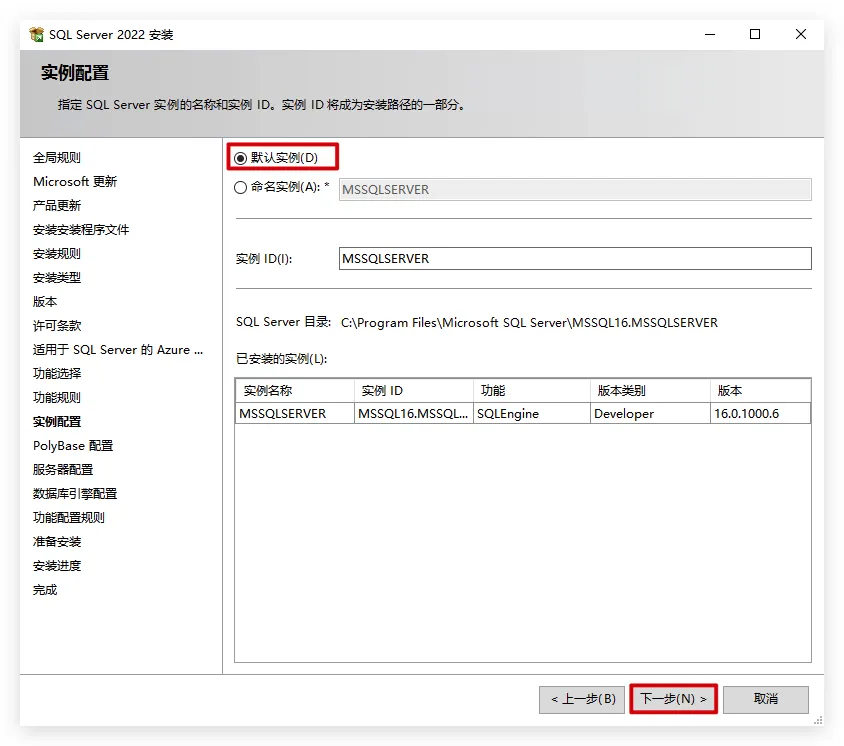 SQL Server 2022 安装
实例配置
指定 SQL Server 实例的名称和实例 ID。实例 ID 将成为安装路径的一部分。
全局规则
Microsoft 更新
产品更新
安装安装程序文件
安装规则
安装类型
版本
许可条款
适用于 SQL Server 的 Azure ...
功能选择
功能规则
实例配置
PolyBase 配置
服务器配置
数据库引擎配置
功能配置规则
准备安装
安装进度
完成
默认实例(D)
命名实例(A): * MSSQLSERVER
实例 ID(I): MSSQLSERVER
SQL Server 目录: C:\Program Files\Microsoft SQL Server\MSSQL16.MSSQLSERVER
已安装的实例(L):
实例名称 实例 ID 功能 版本类别 版本
MSSQLSERVER MSSQL16.MSSQL... SQLEngine Developer 16.0.1000.6
< 上一步(B) 下一步(N) > 取消